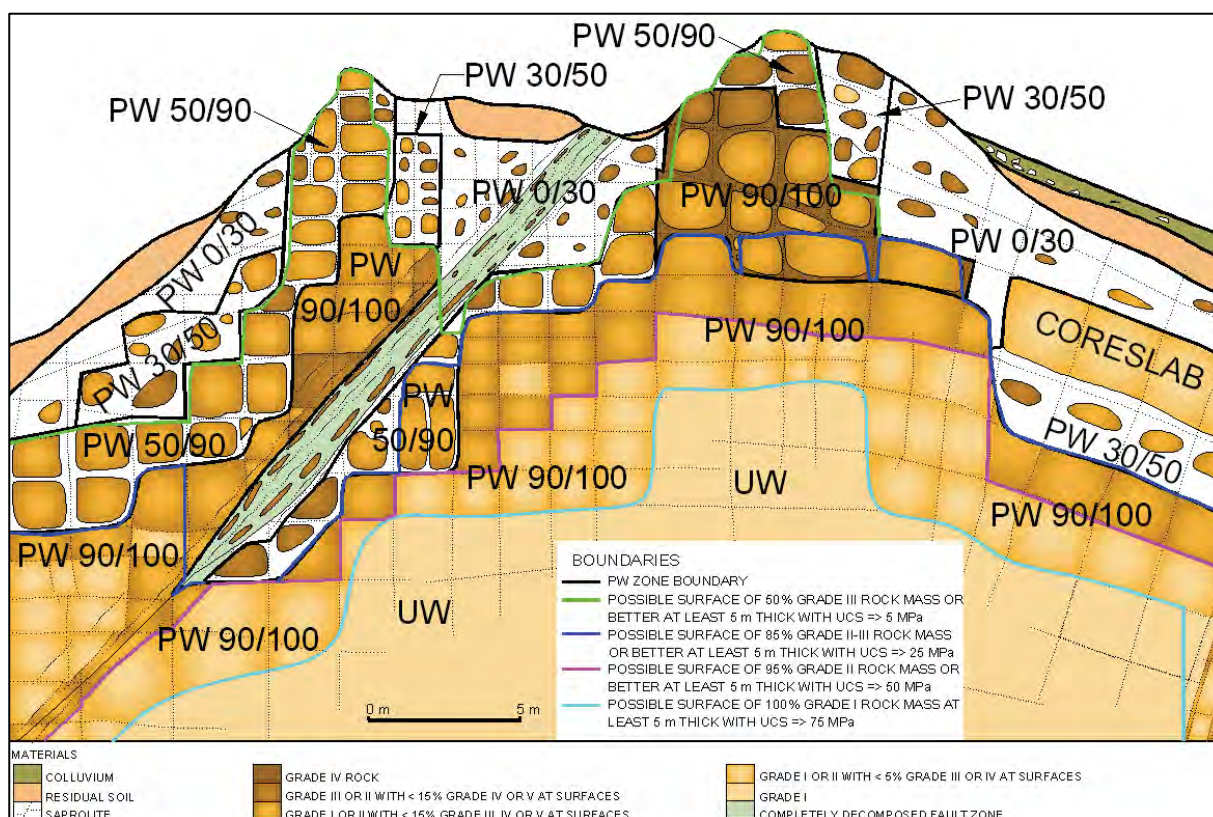 PW 50/90
PW 30/50
PW 50/90
PW 30/50
PW 0/30
PW 90/100
PW 0/30
PW 0/30
PW
90/100
PW 30/50
PW 90/100
CORESLAB
PW
50/90
PW 50/90
PW 30/50
PW 90/100
UW
PW 90/100
PW 90/100
UW
PW 90/100
BOUNDARIES
PW ZONE BOUNDARY
POSSIBLE SURFACE OF 50% GRADE III ROCK MASS OR
BETTER AT LEAST 5 m THICK WITH UCS => 5 MPa
POSSIBLE SURFACE OF 85% GRADE II-III ROCK MASS
OR BETTER AT LEAST 5 m THICK WITH UCS => 25 MPa
POSSIBLE SURFACE OF 95% GRADE II ROCK MASS OR
BETTER AT LEAST 5 m THICK WITH UCS => 50 MPa
POSSIBLE SURFACE OF 100% GRADE I ROCK MASS AT
LEAST 5 m THICK WITH UCS => 75 MPa
0 m 5 m
MATERIALS
COLLUVIUM
RESIDUAL SOIL
SAPROLITE
GRADE IV ROCK
GRADE III OR II WITH < 15% GRADE IV OR V AT SURFACES
GRADE I OR II WITH < 15% GRADE III, IV OR V AT SURFACES
GRADE I OR II WITH < 5% GRADE III OR IV AT SURFACES
GRADE I
COMPLETELY DECOMPOSED FAULT ZONE